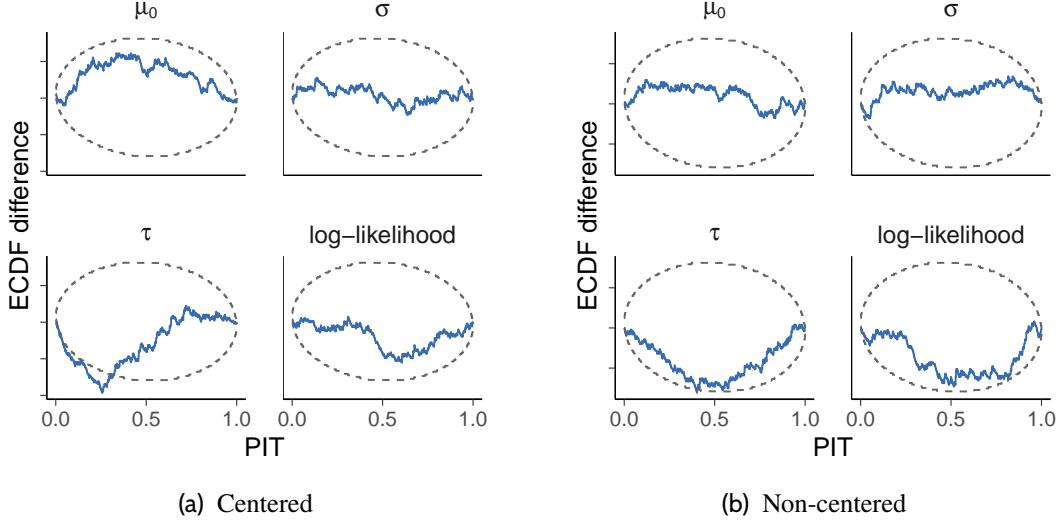 μ₀
σ
τ
log−likelihood
ECDF difference
0.0
0.5
1.0
0.0
0.5
1.0
PIT
(a) Centered
μ₀
σ
τ
log−likelihood
ECDF difference
0.0
0.5
1.0
0.0
0.5
1.0
PIT
(b) Non-centered